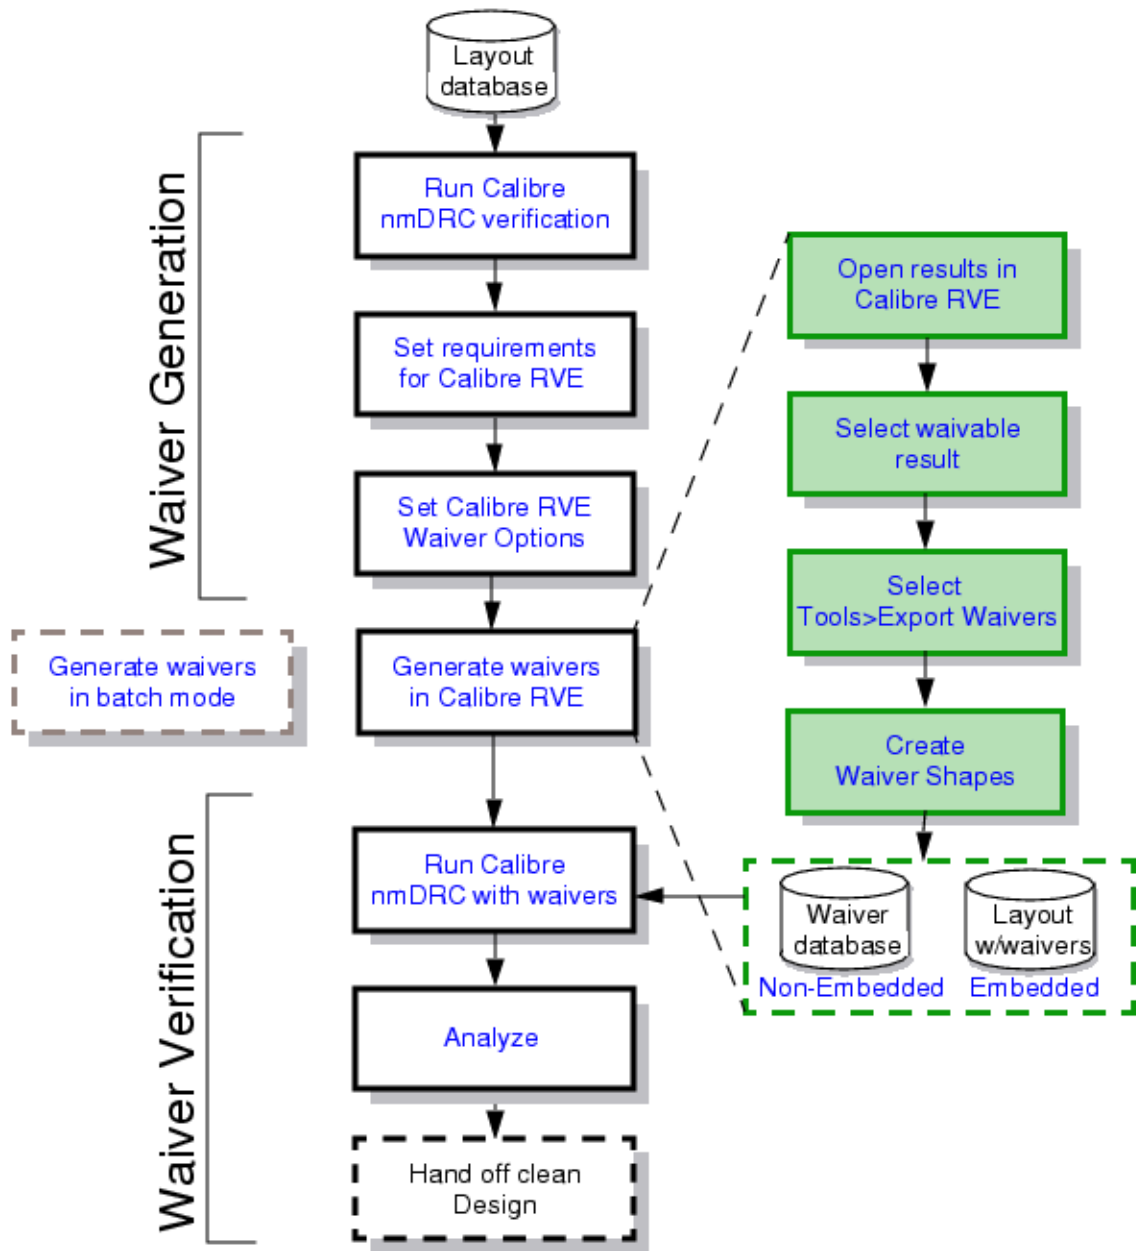 Layout
database
Waiver Generation
Run Calibre
nmDRC verification
Set requirements
for Calibre RVE
Set Calibre RVE
Waiver Options
Generate waivers
in batch mode
Generate waivers
in Calibre RVE
Open results in
Calibre RVE
Select waivable
result
Select
Tools>Export Waivers
Create
Waiver Shapes
Waiver
database
Non-Embedded
Layout
w/waivers
Embedded
Waiver Verification
Run Calibre
nmDRC with waivers
Analyze
Hand off clean
Design